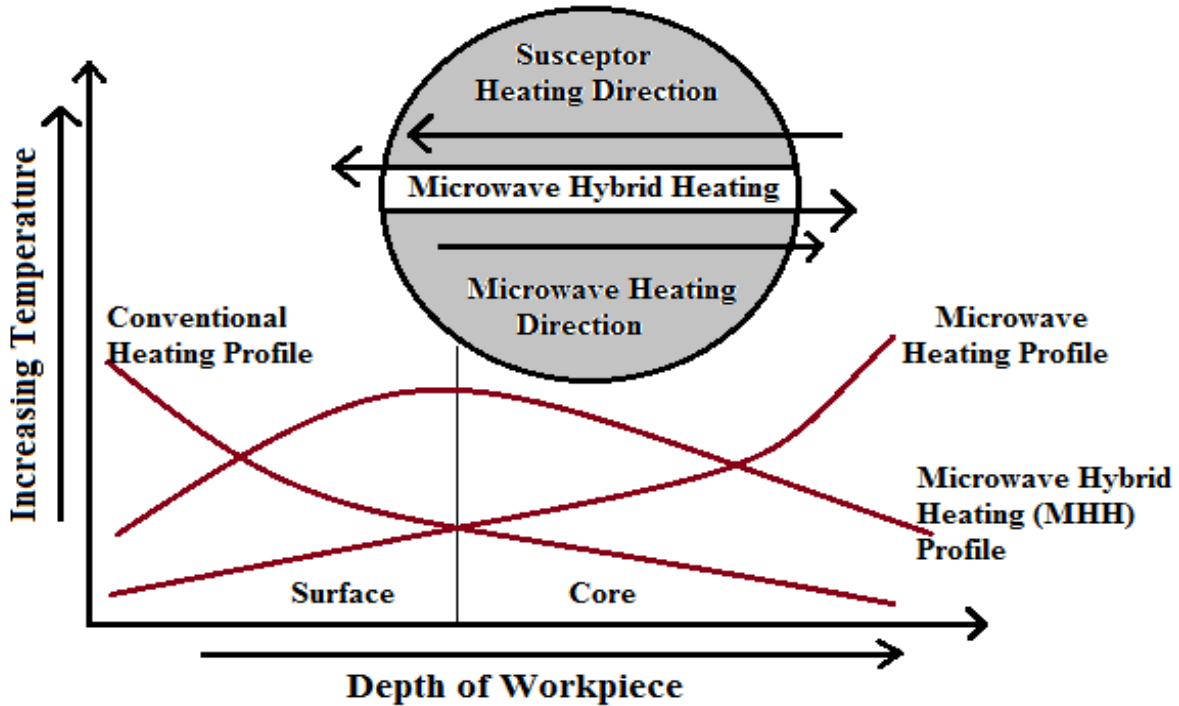 Susceptor
Heating Direction
Microwave Hybrid Heating
Microwave Heating
Direction
Increasing Temperature
Conventional
Heating Profile
Microwave
Heating Profile
Microwave Hybrid
Heating (MHH)
Profile
Surface
Core
Depth of Workpiece